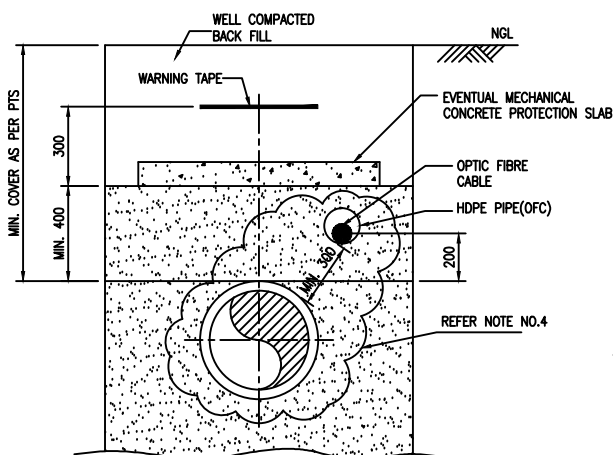 WELL COMPACTED
BACK FILL
NGL
WARNING TAPE
MIN. COVER AS PER PTS
300
EVENTUAL MECHANICAL
CONCRETE PROTECTION SLAB
OPTIC FIBRE
CABLE
HDPE PIPE(OFC)
MIN. 400
MIN. 300
200
REFER NOTE NO.4